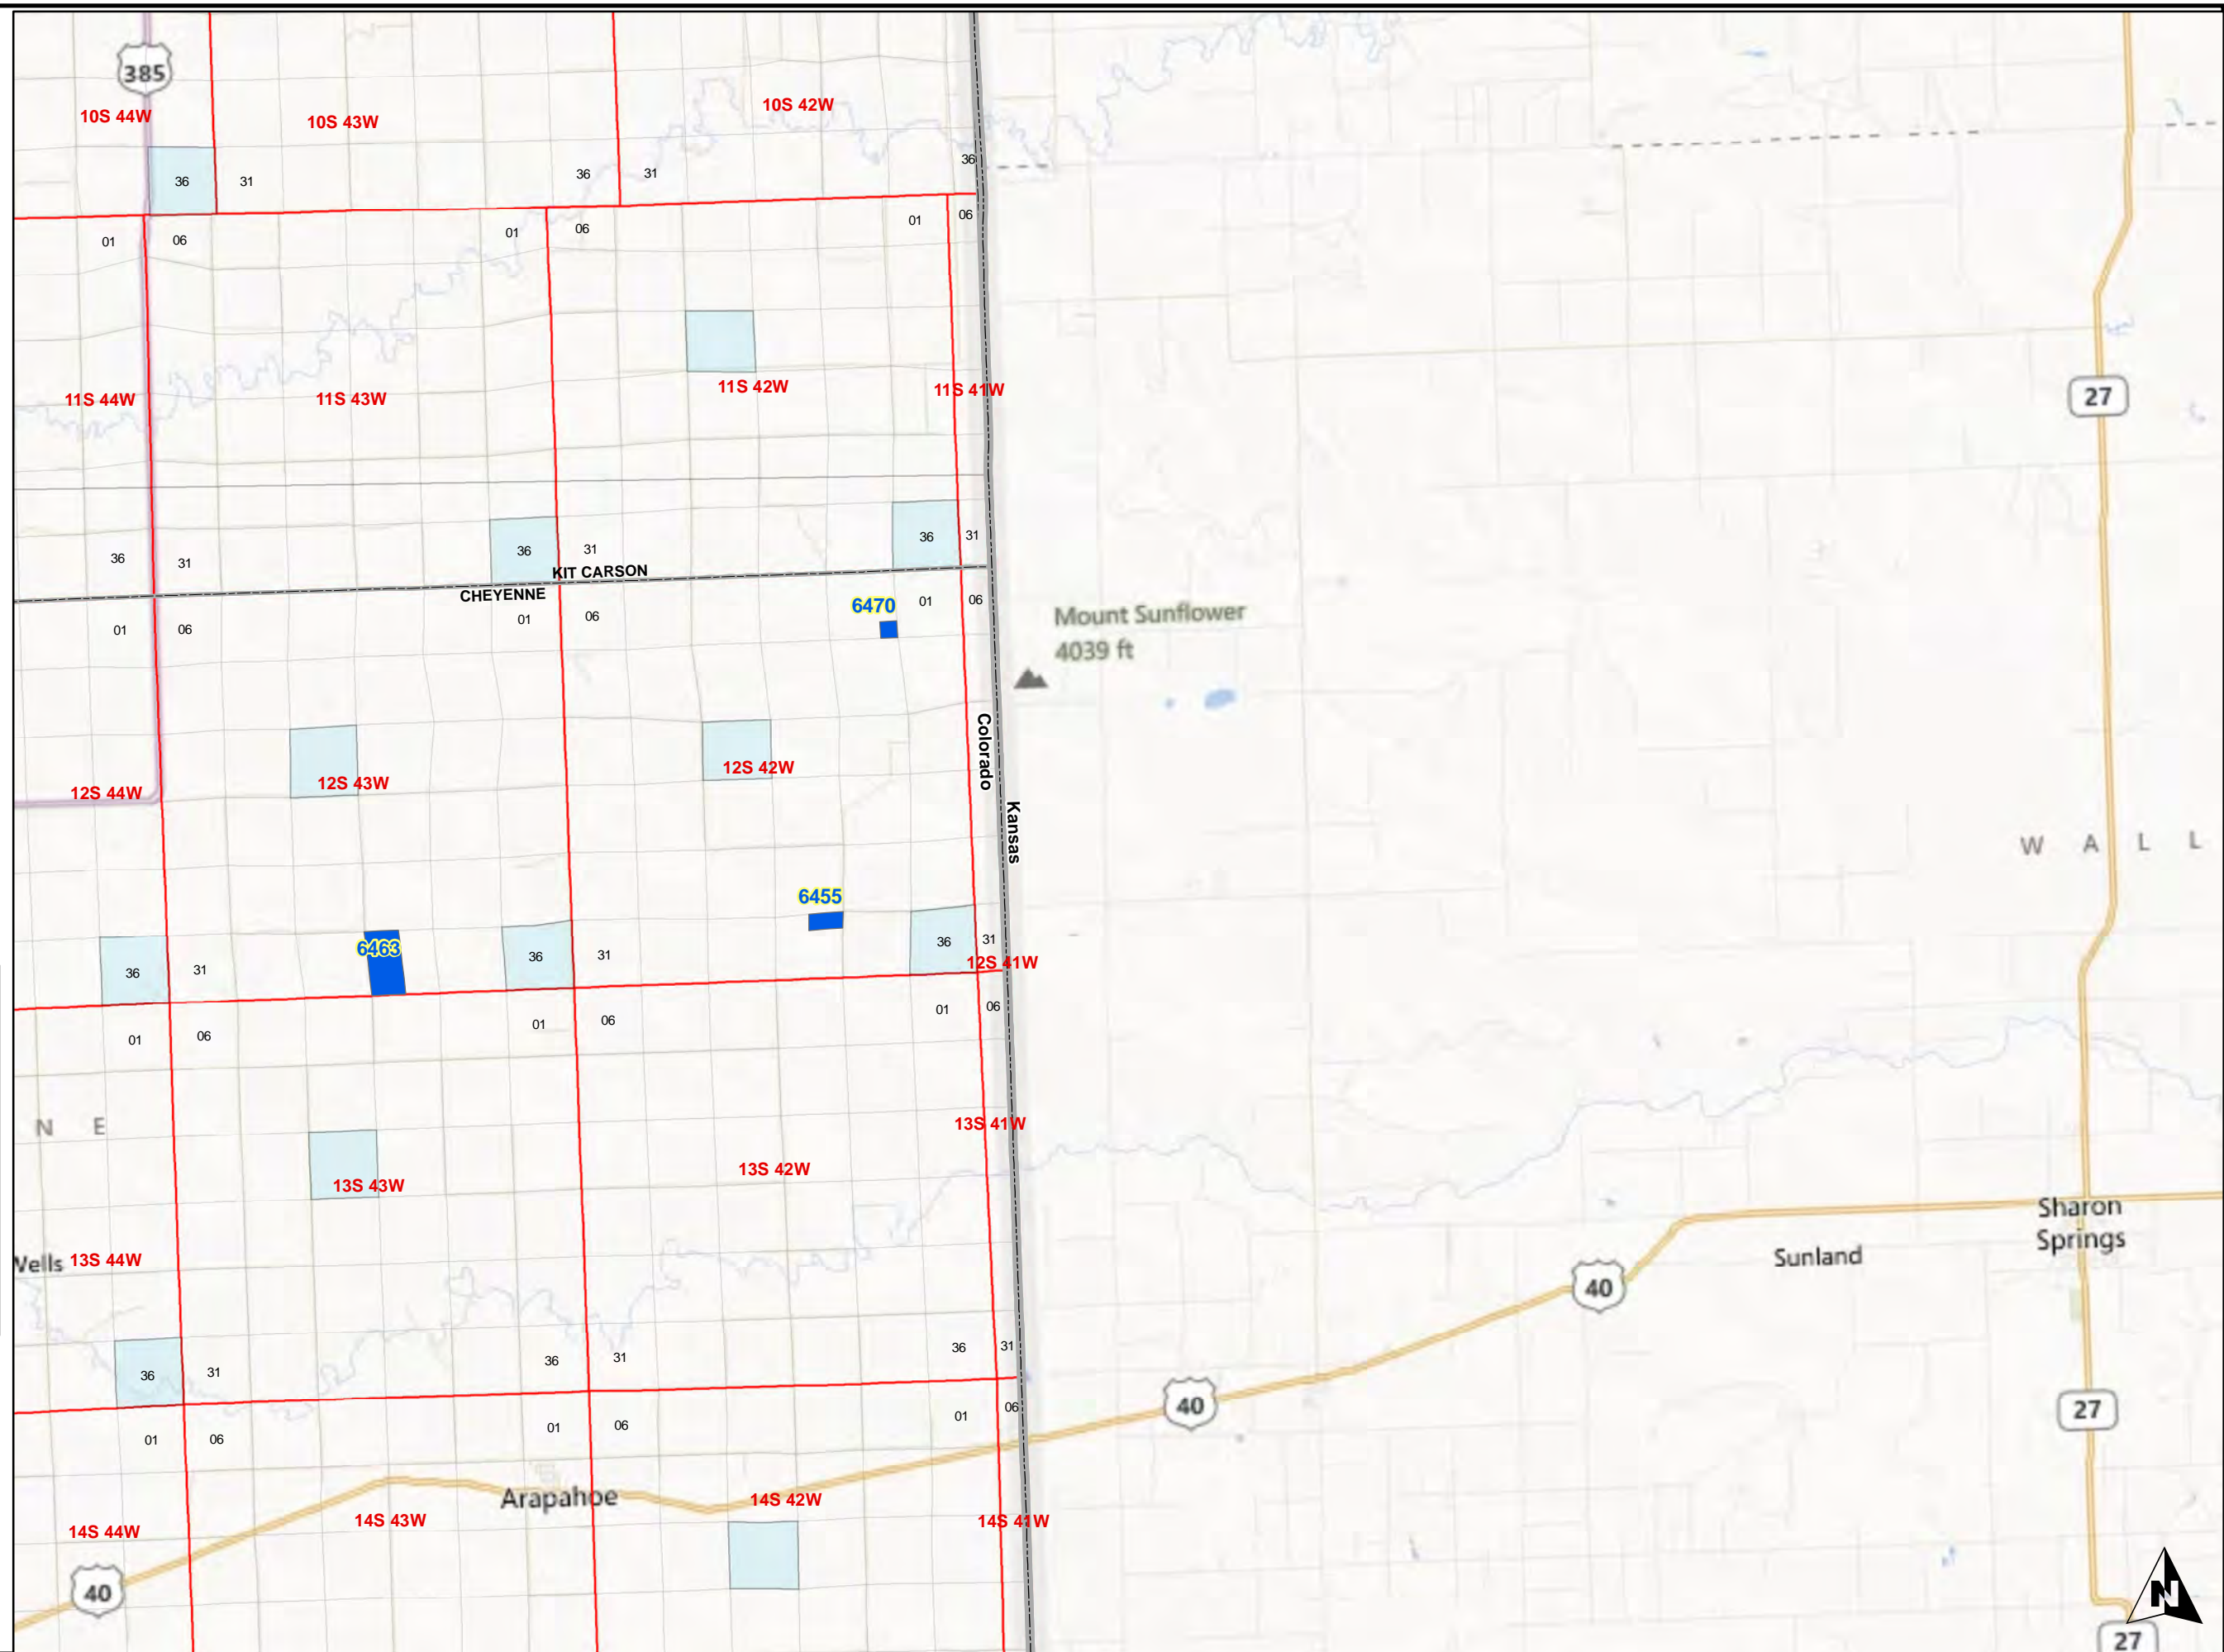 385
10S 44W
10S 43W
10S 42W
36
31
36
31
36
01
06
01
06
01
06
11S 44W
11S 43W
11S 42W
11S 41W
27
36
31
36
31
36
31
KIT CARSON
CHEYENNE
01
06
01
06
6470
01
06
Mount Sunflower
4039 ft
Colorado
Kansas
12S 44W
12S 43W
12S 42W
W A L L
6455
6463
36
31
36
31
36
31
12S 41W
01
06
01
06
01
06
N E
13S 41W
13S 42W
13S 43W
Wells
13S 44W
Sharon
Springs
Sunland
40
36
31
36
31
36
31
40
27
01
06
01
06
01
06
Arapahoe
14S 42W
14S 43W
14S 44W
14S 41W
40
N
27